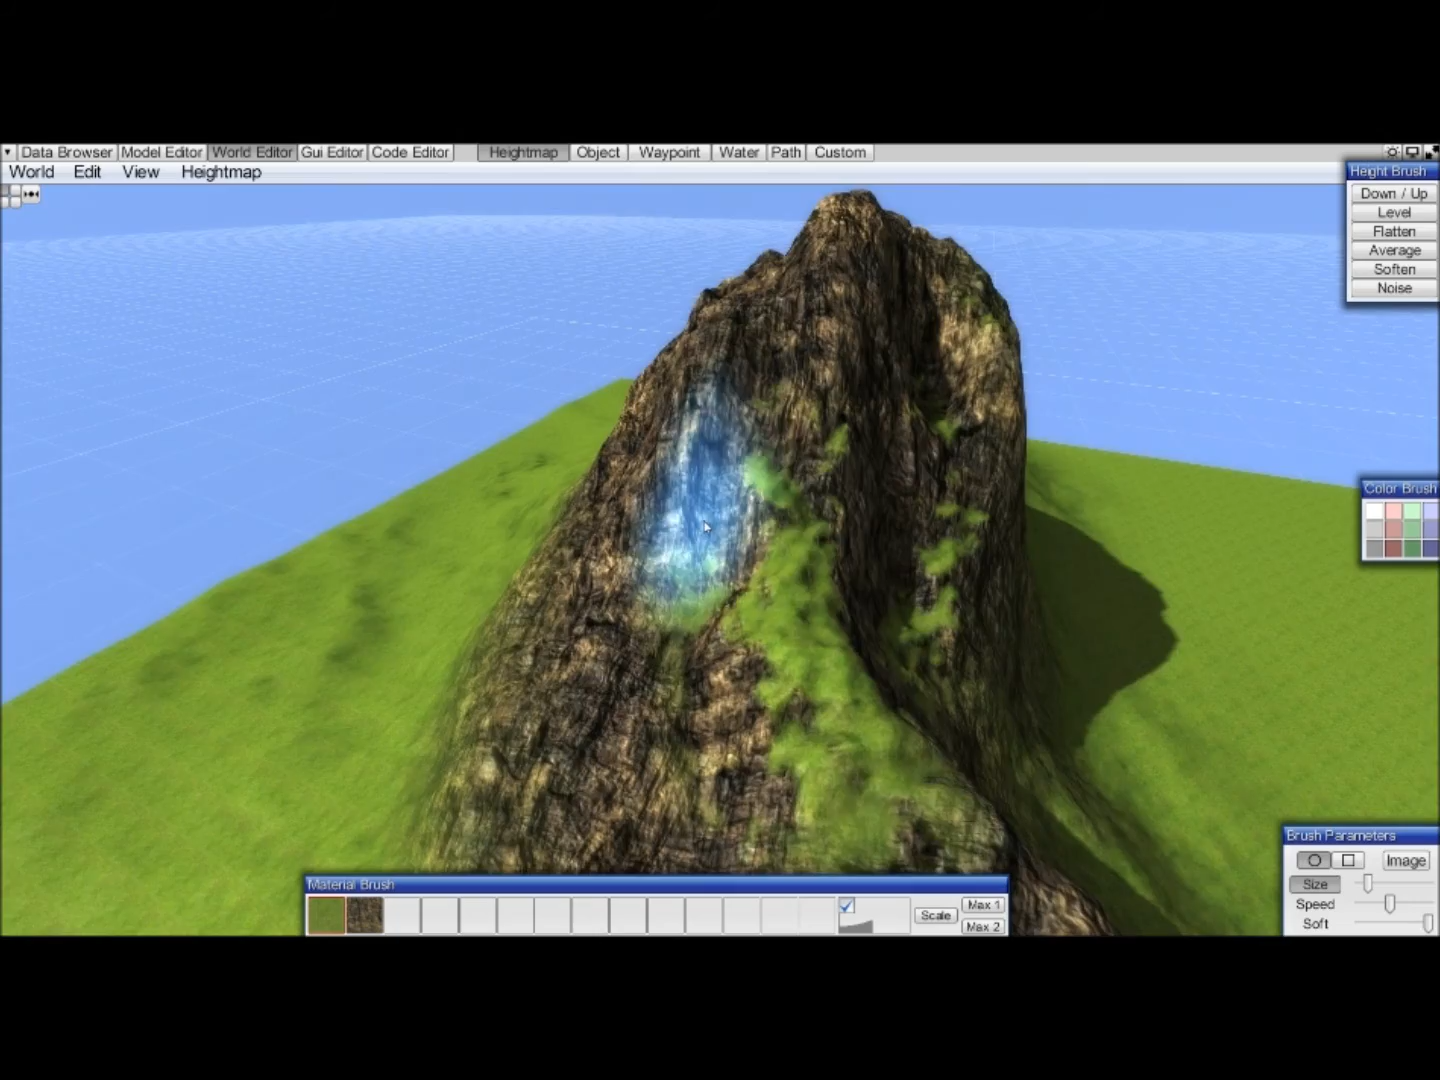 Data Browser Model Editor World Editor Gui Editor Code Editor Heightmap Object Waypoint Water Path Custom
World Edit View Heightmap
Height Brush
Down / Up
Level
Flatten
Average
Soften
Noise
Color Brush
Brush Parameters
Image
Size
Speed
Soft
Material Brush
Scale
Max 1
Max 2